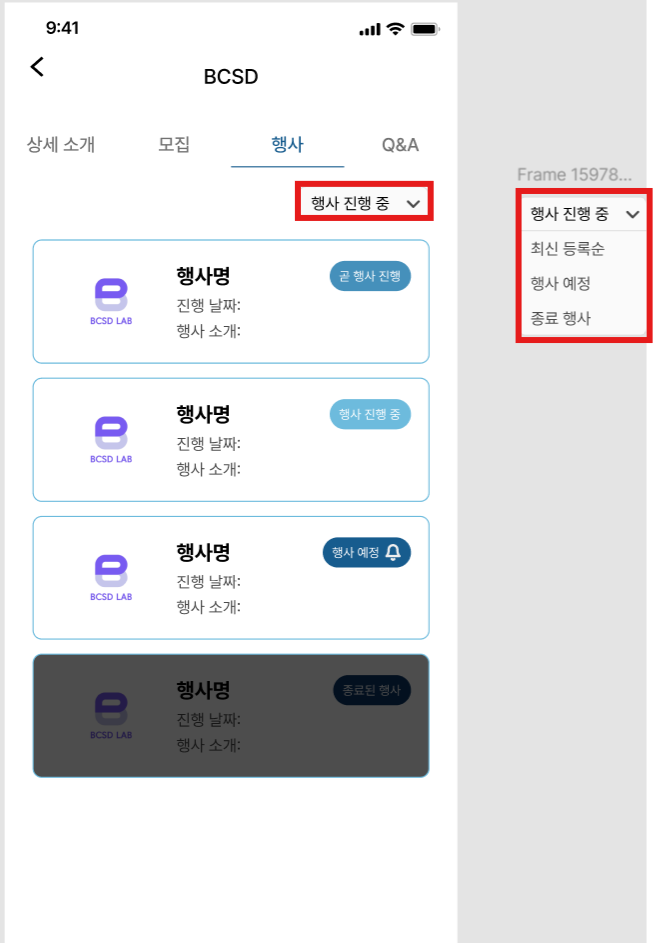 9:41
BCSD
상세 소개
모집
행사
Q&A
행사 진행 중
BCSD LAB
행사명
진행 날짜:
행사 소개:
곧 행사 진행
BCSD LAB
행사명
진행 날짜:
행사 소개:
행사 진행 중
BCSD LAB
행사명
진행 날짜:
행사 소개:
행사 예정
BCSD LAB
행사명
진행 날짜:
행사 소개:
종료된 행사
Frame 15978...
행사 진행 중
최신 등록순
행사 예정
종료 행사